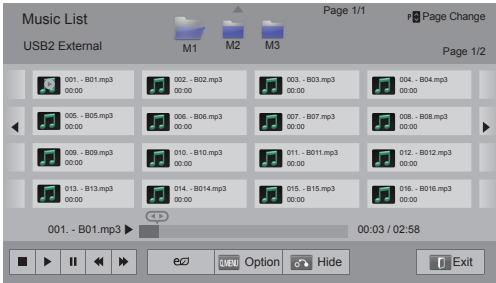 Music List
Page 1/1
P Page Change
USB2 External
M1
M2
M3
Page 1/2
001. - B01.mp3
00:00
002. - B02.mp3
00:00
003. - B03.mp3
00:00
004. - B04.mp3
00:00
005. - B05.mp3
00:00
006. - B06.mp3
00:00
007. - B07.mp3
00:00
008. - B08.mp3
00:00
009. - B09.mp3
00:00
010. - B10.mp3
00:00
011. - B011.mp3
00:00
012. - B012.mp3
00:00
013. - B13.mp3
00:00
014. - B014.mp3
00:00
015. - B15.mp3
00:00
016. - B016.mp3
00:00
001. - B01.mp3
00:03 / 02:58
Q.MENU Option
Hide
Exit